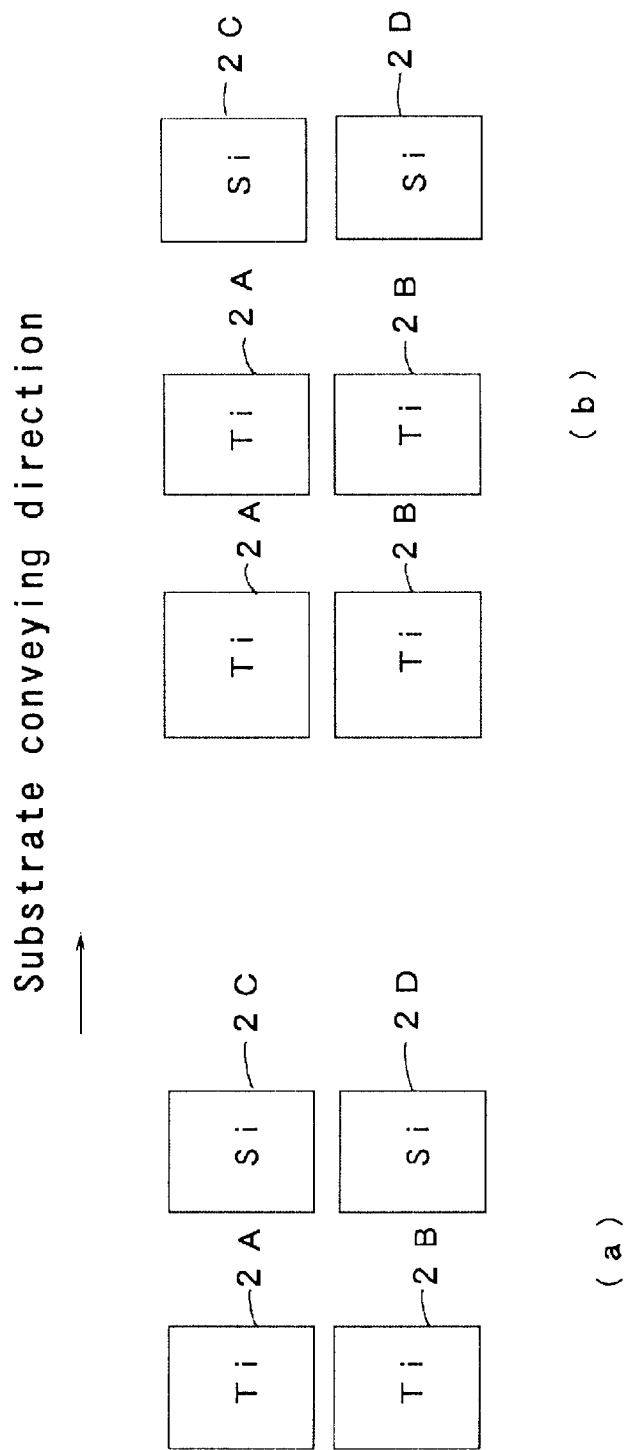 Substrate conveying direction
Ti 2A Si 2C
Ti 2B Si 2D
(a)
Ti 2A Ti 2A Si 2C
Ti 2B Ti 2B Si 2D
(b)